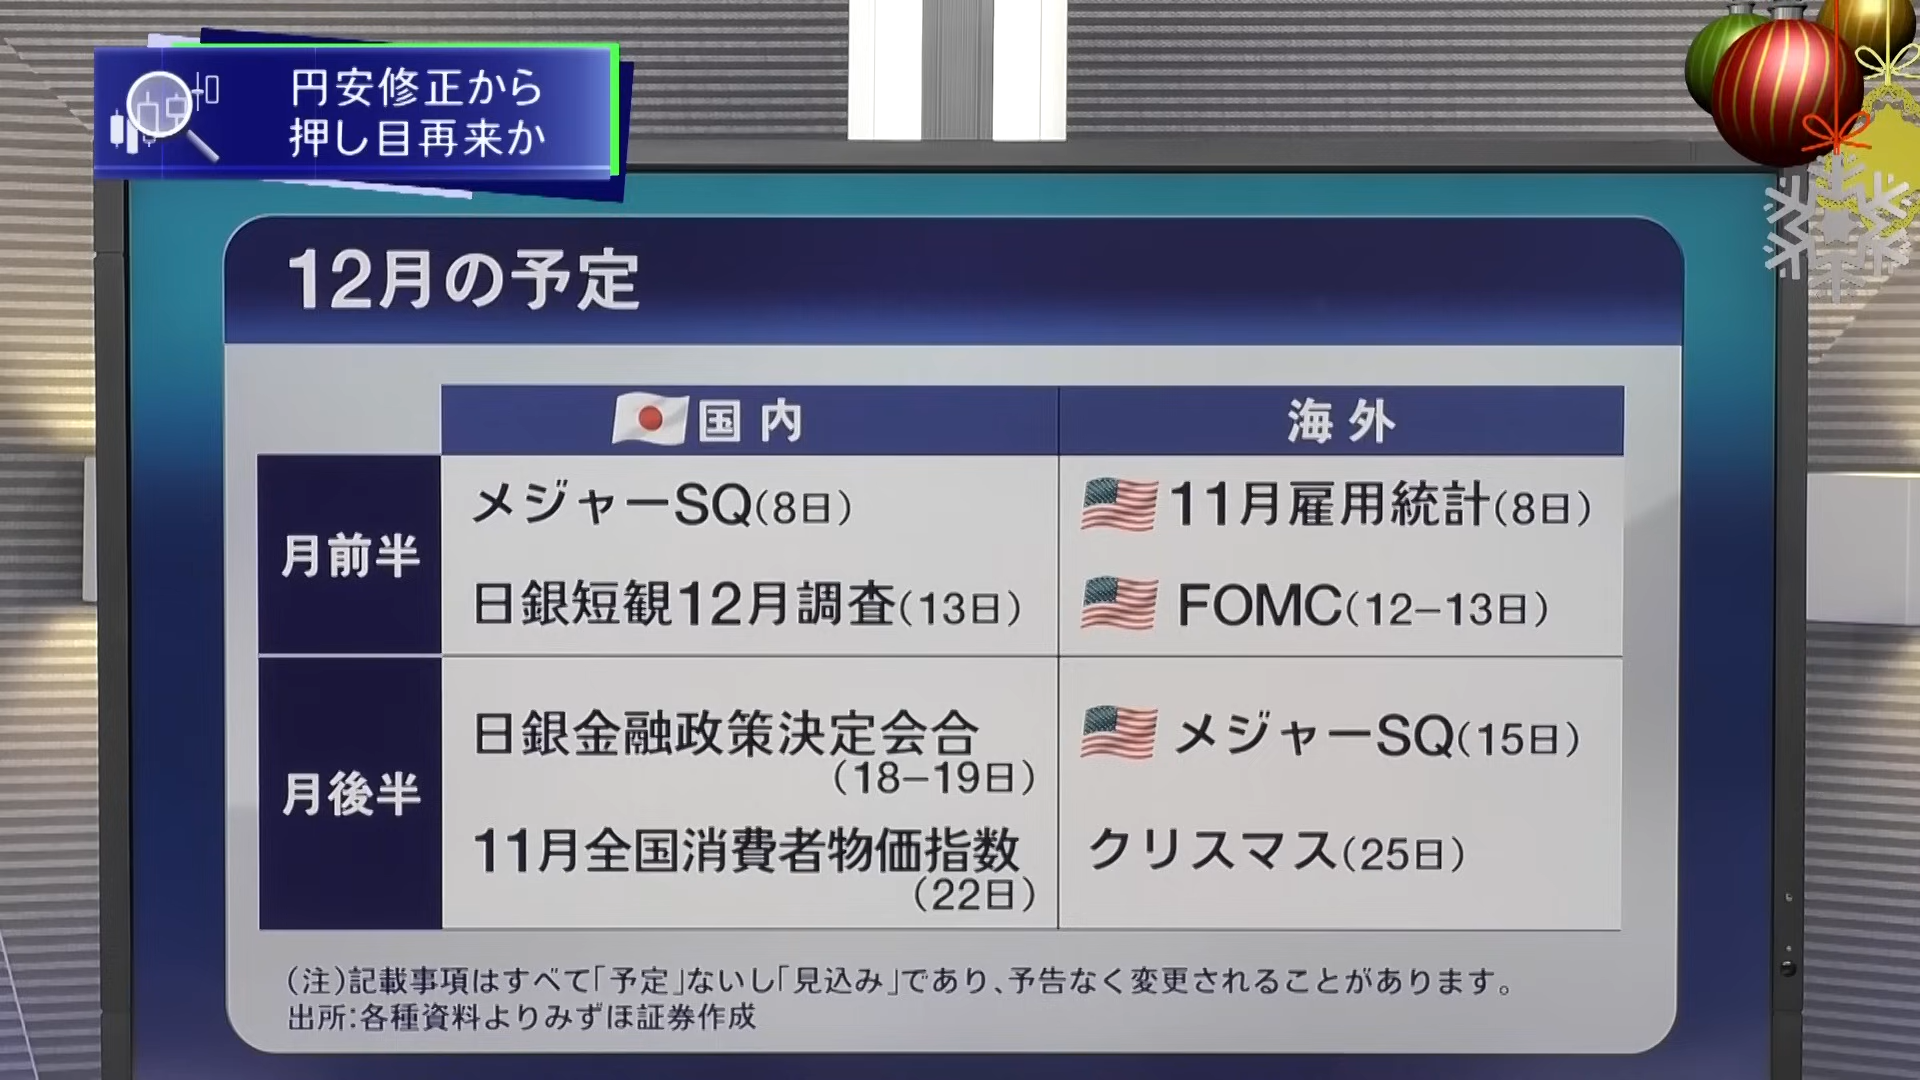 円安修正から
押し目再来か
12月の予定
国内
海外
月前半
メジャーSQ(8日)
11月雇用統計(8日)
日銀短観12月調査(13日)
FOMC(12–13日)
月後半
日銀金融政策決定会合
(18–19日)
メジャーSQ(15日)
11月全国消費者物価指数
(22日)
クリスマス(25日)
(注)記載事項はすべて「予定」ないし「見込み」であり、予告なく変更されることがあります。
出所:各種資料よりみずほ証券作成